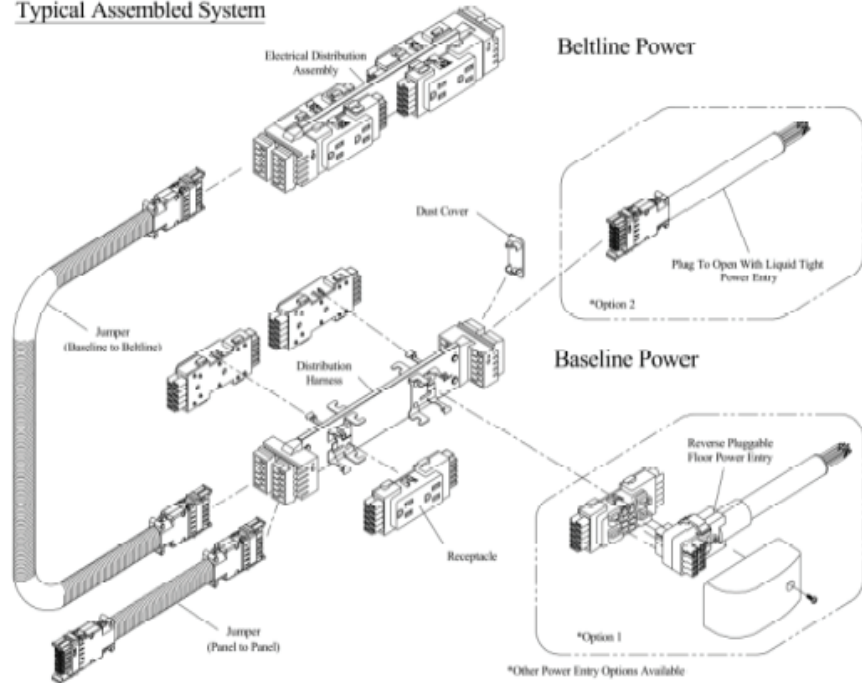 Typical Assembled System
Electrical Distribution
Assembly
Beltline Power
Dust Cover
Plug To Open With Liquid Tight
Power Entry
*Option 2
Jumper
(Baseline to Beltline)
Distribution
Harness
Baseline Power
Reverse Pluggable
Floor Power Entry
Receptacle
*Option 1
Jumper
(Panel to Panel)
*Other Power Entry Options Available